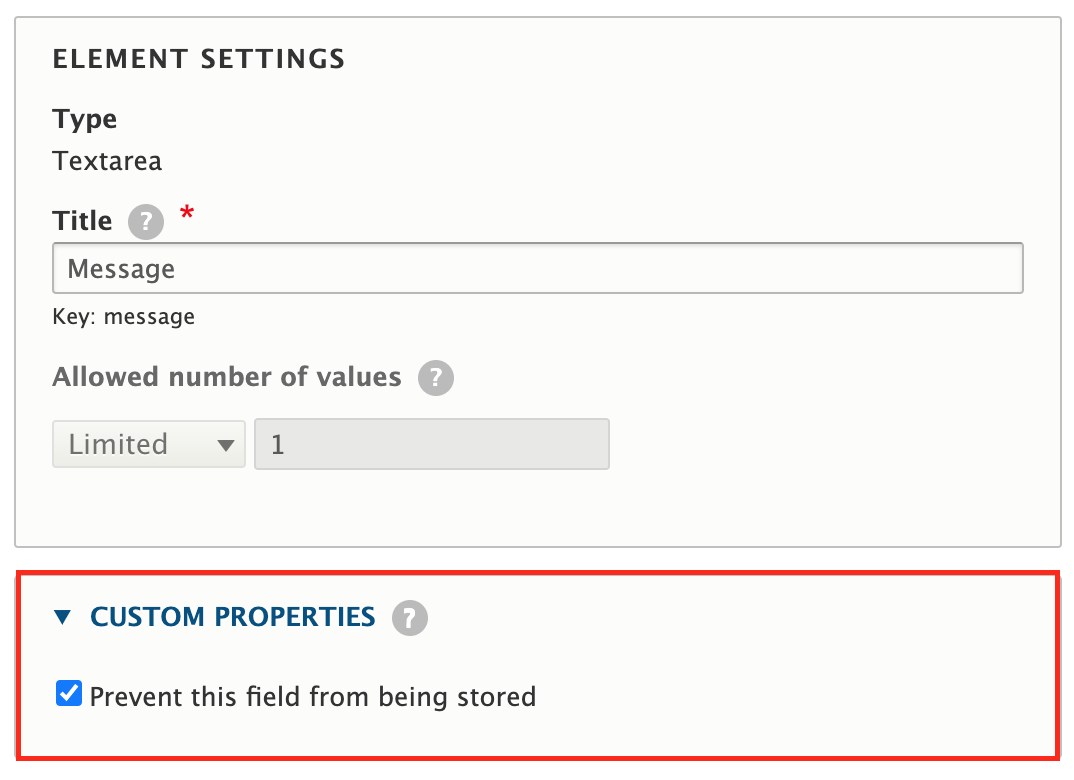 ELEMENT SETTINGS
Type
Textarea
Title ? *
Message
Key: message
Allowed number of values ?
Limited 1
CUSTOM PROPERTIES ?
Prevent this field from being stored